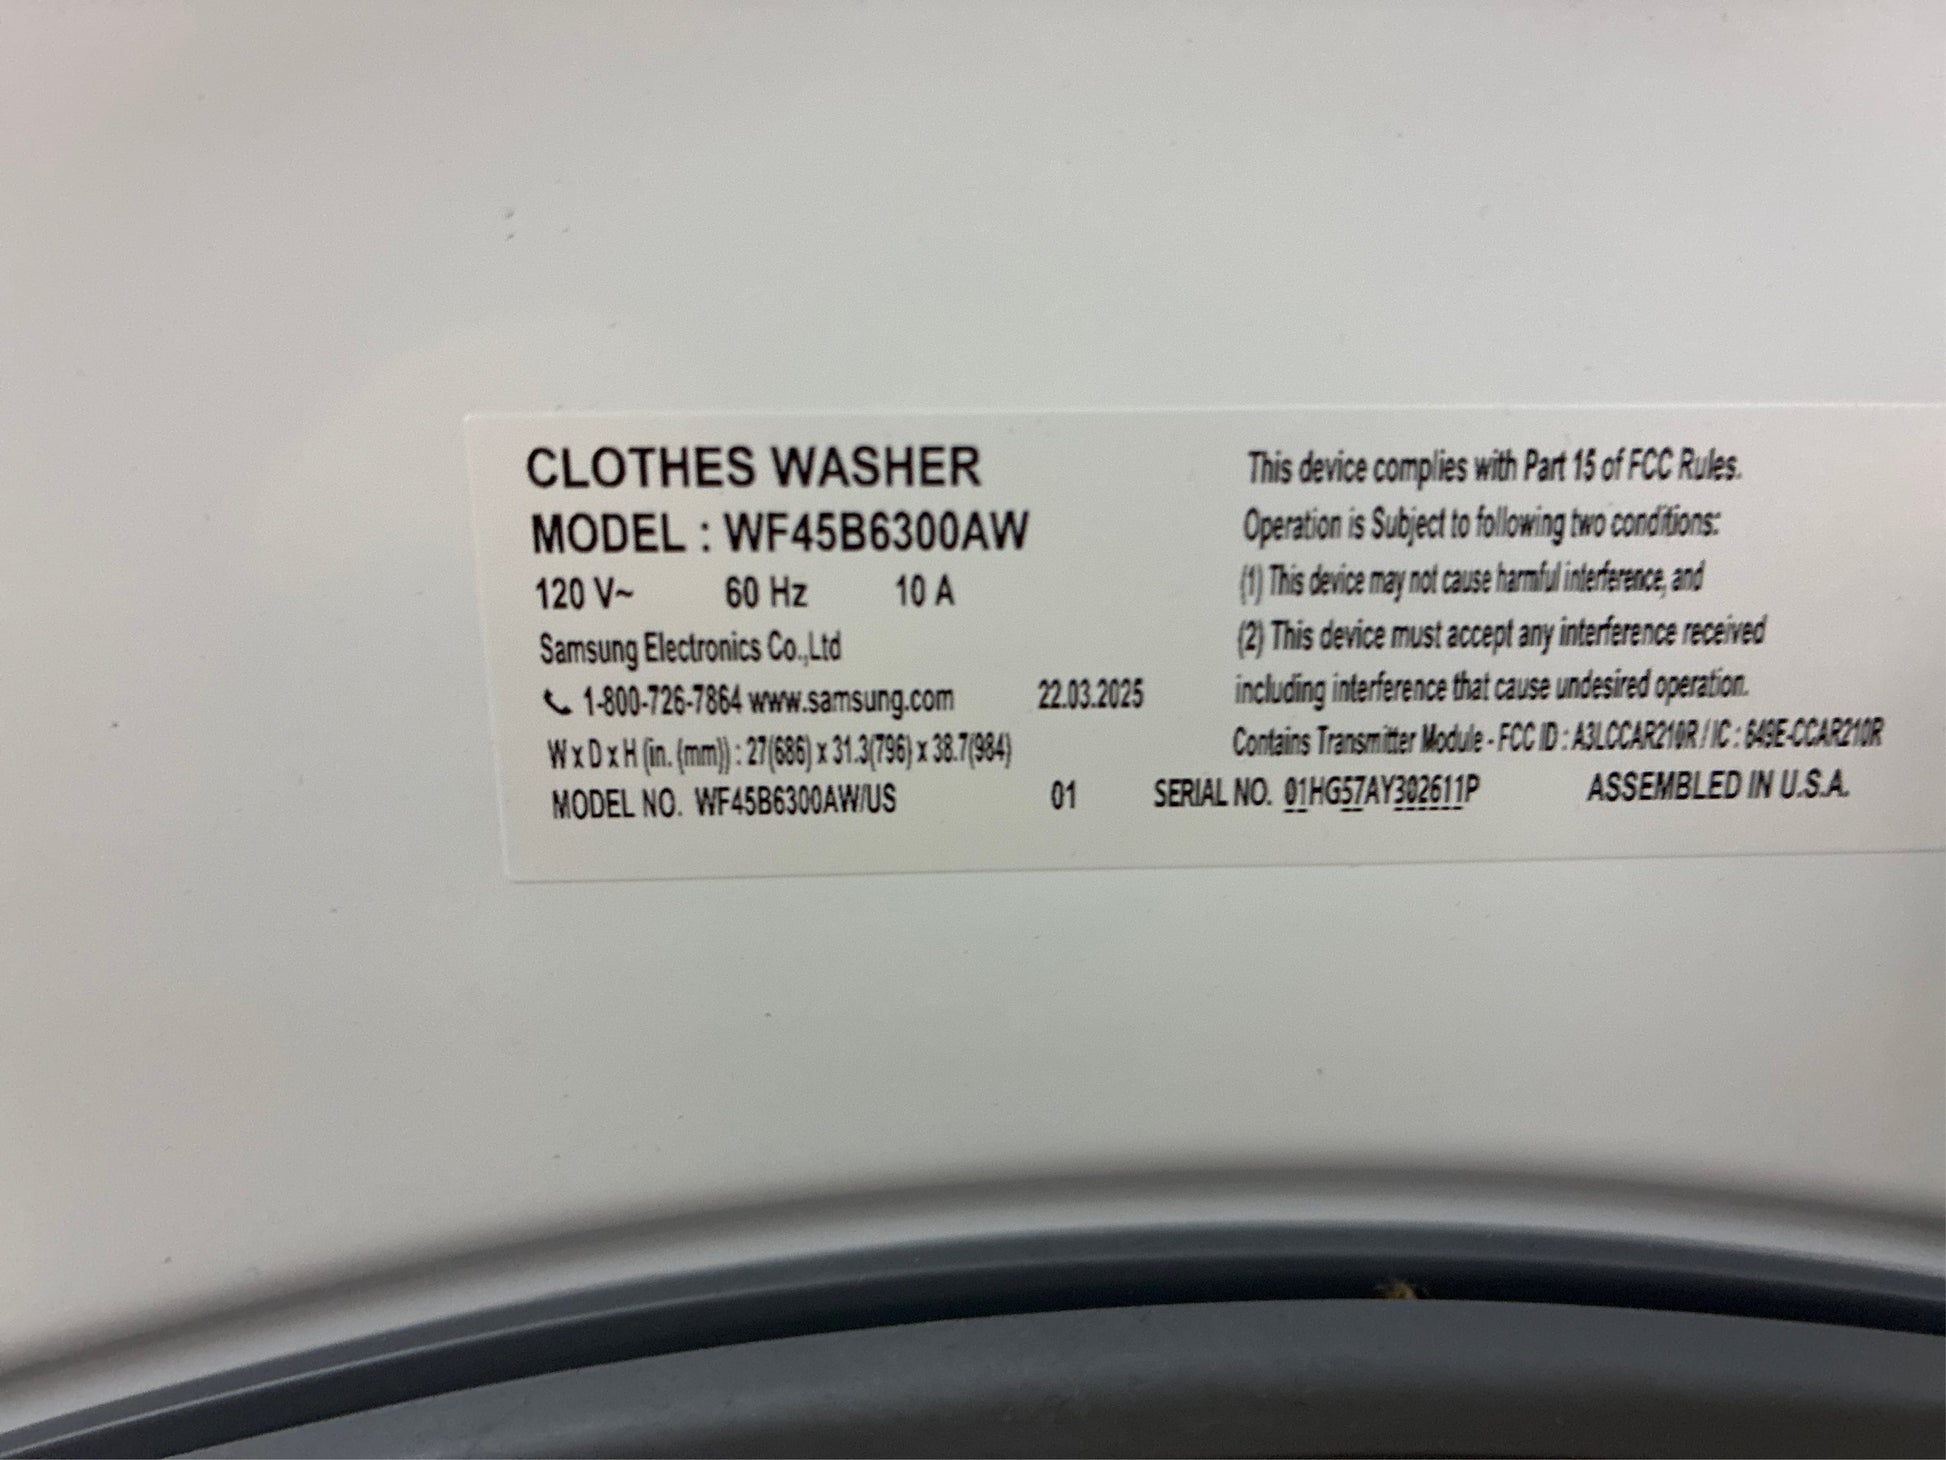 CLOTHES WASHER
MODEL : WF45B6300AW
120 V~ 60 Hz 10 A
Samsung Electronics Co.,Ltd
1-800-726-7864 www.samsung.com 22.03.2025
W x D x H (in. (mm)) : 27(686) x 31.3(796) x 38.7(984)
MODEL NO. WF45B6300AW/US 01 SERIAL NO. 01HG57AY302611P ASSEMBLED IN U.S.A.
This device complies with Part 15 of FCC Rules.
Operation is Subject to following two conditions:
(1) This device may not cause harmful interference, and
(2) This device must accept any interference received
including interference that cause undesired operation.
Contains Transmitter Module - FCC ID : A3LCCAR210R / IC : 649E-CCAR210R